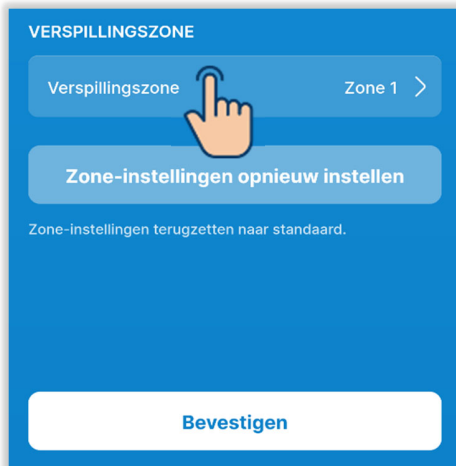 VERSPILLINGSZONE
Verspillingszone Zone 1
Zone-instellingen opnieuw instellen
Zone-instellingen terugzetten naar standaard.
Bevestigen